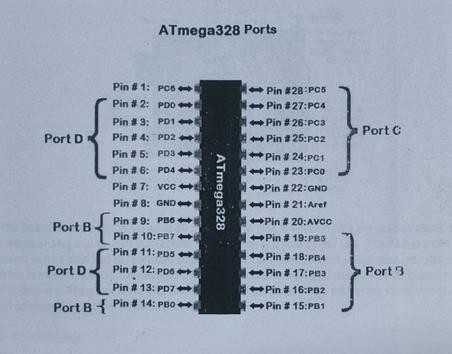 ATmega328 Ports
Pin # 1: PC6
Pin # 2: PD0
Pin # 3: PD1
Pin # 4: PD2
Pin # 5: PD3
Pin # 6: PD4
Pin # 7: VCC
Pin # 8: GND
Pin # 9: PB6
Pin # 10: PB7
Pin # 11: PD5
Pin # 12: PD6
Pin # 13: PD7
Pin # 14: PB0
Port D
Port B
Port D
Port B
ATmega328
Pin #28: PC5
Pin #27: PC4
Pin #26: PC3
Pin #25: PC2
Pin #24: PC1
Pin #23: PC0
Pin #22: GND
Pin #21: Aref
Pin #20: AVCC
Pin #19: PB5
Pin #18: PB4
Pin #17: PB3
Pin #16: PB2
Pin #15: PB1
Port C
Port B